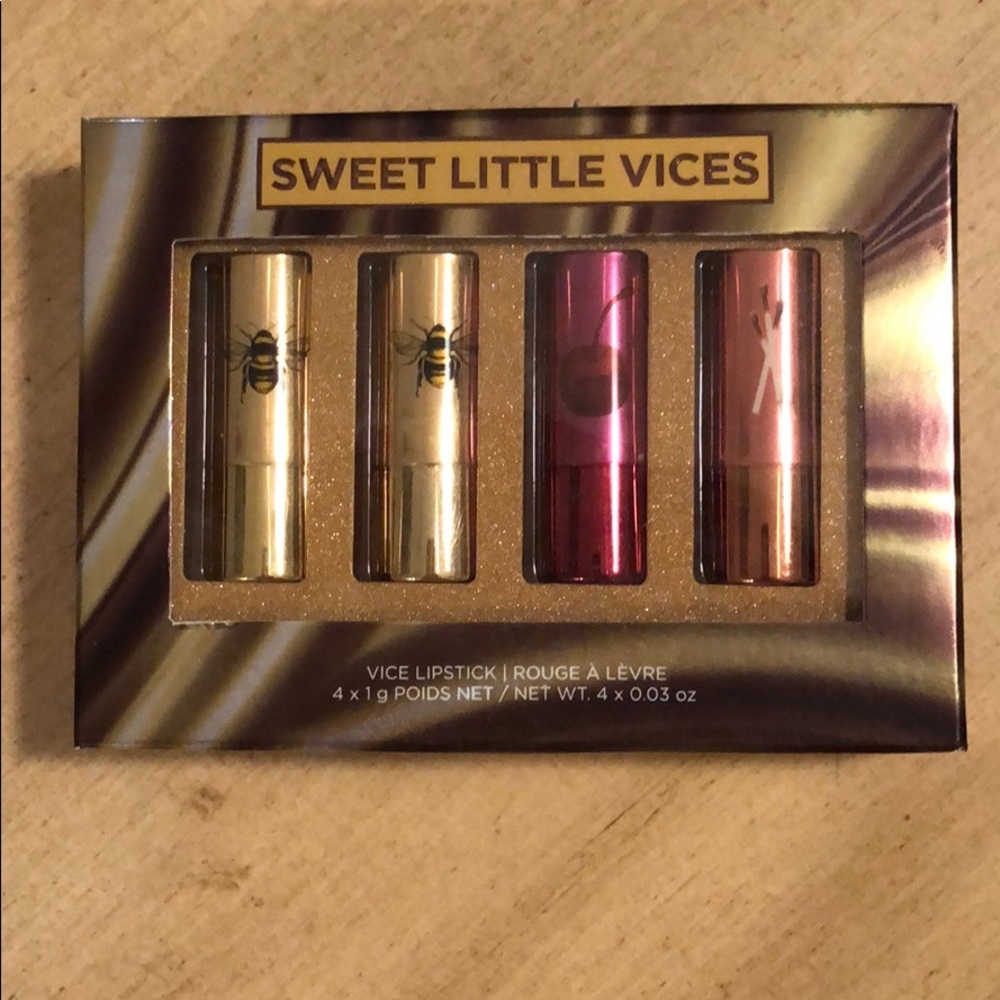 SWEET LITTLE VICES
VICE LIPSTICK | ROUGE À LÈVRE
4 x 1 g POIDS NET / NET WT. 4 x 0.03 oz